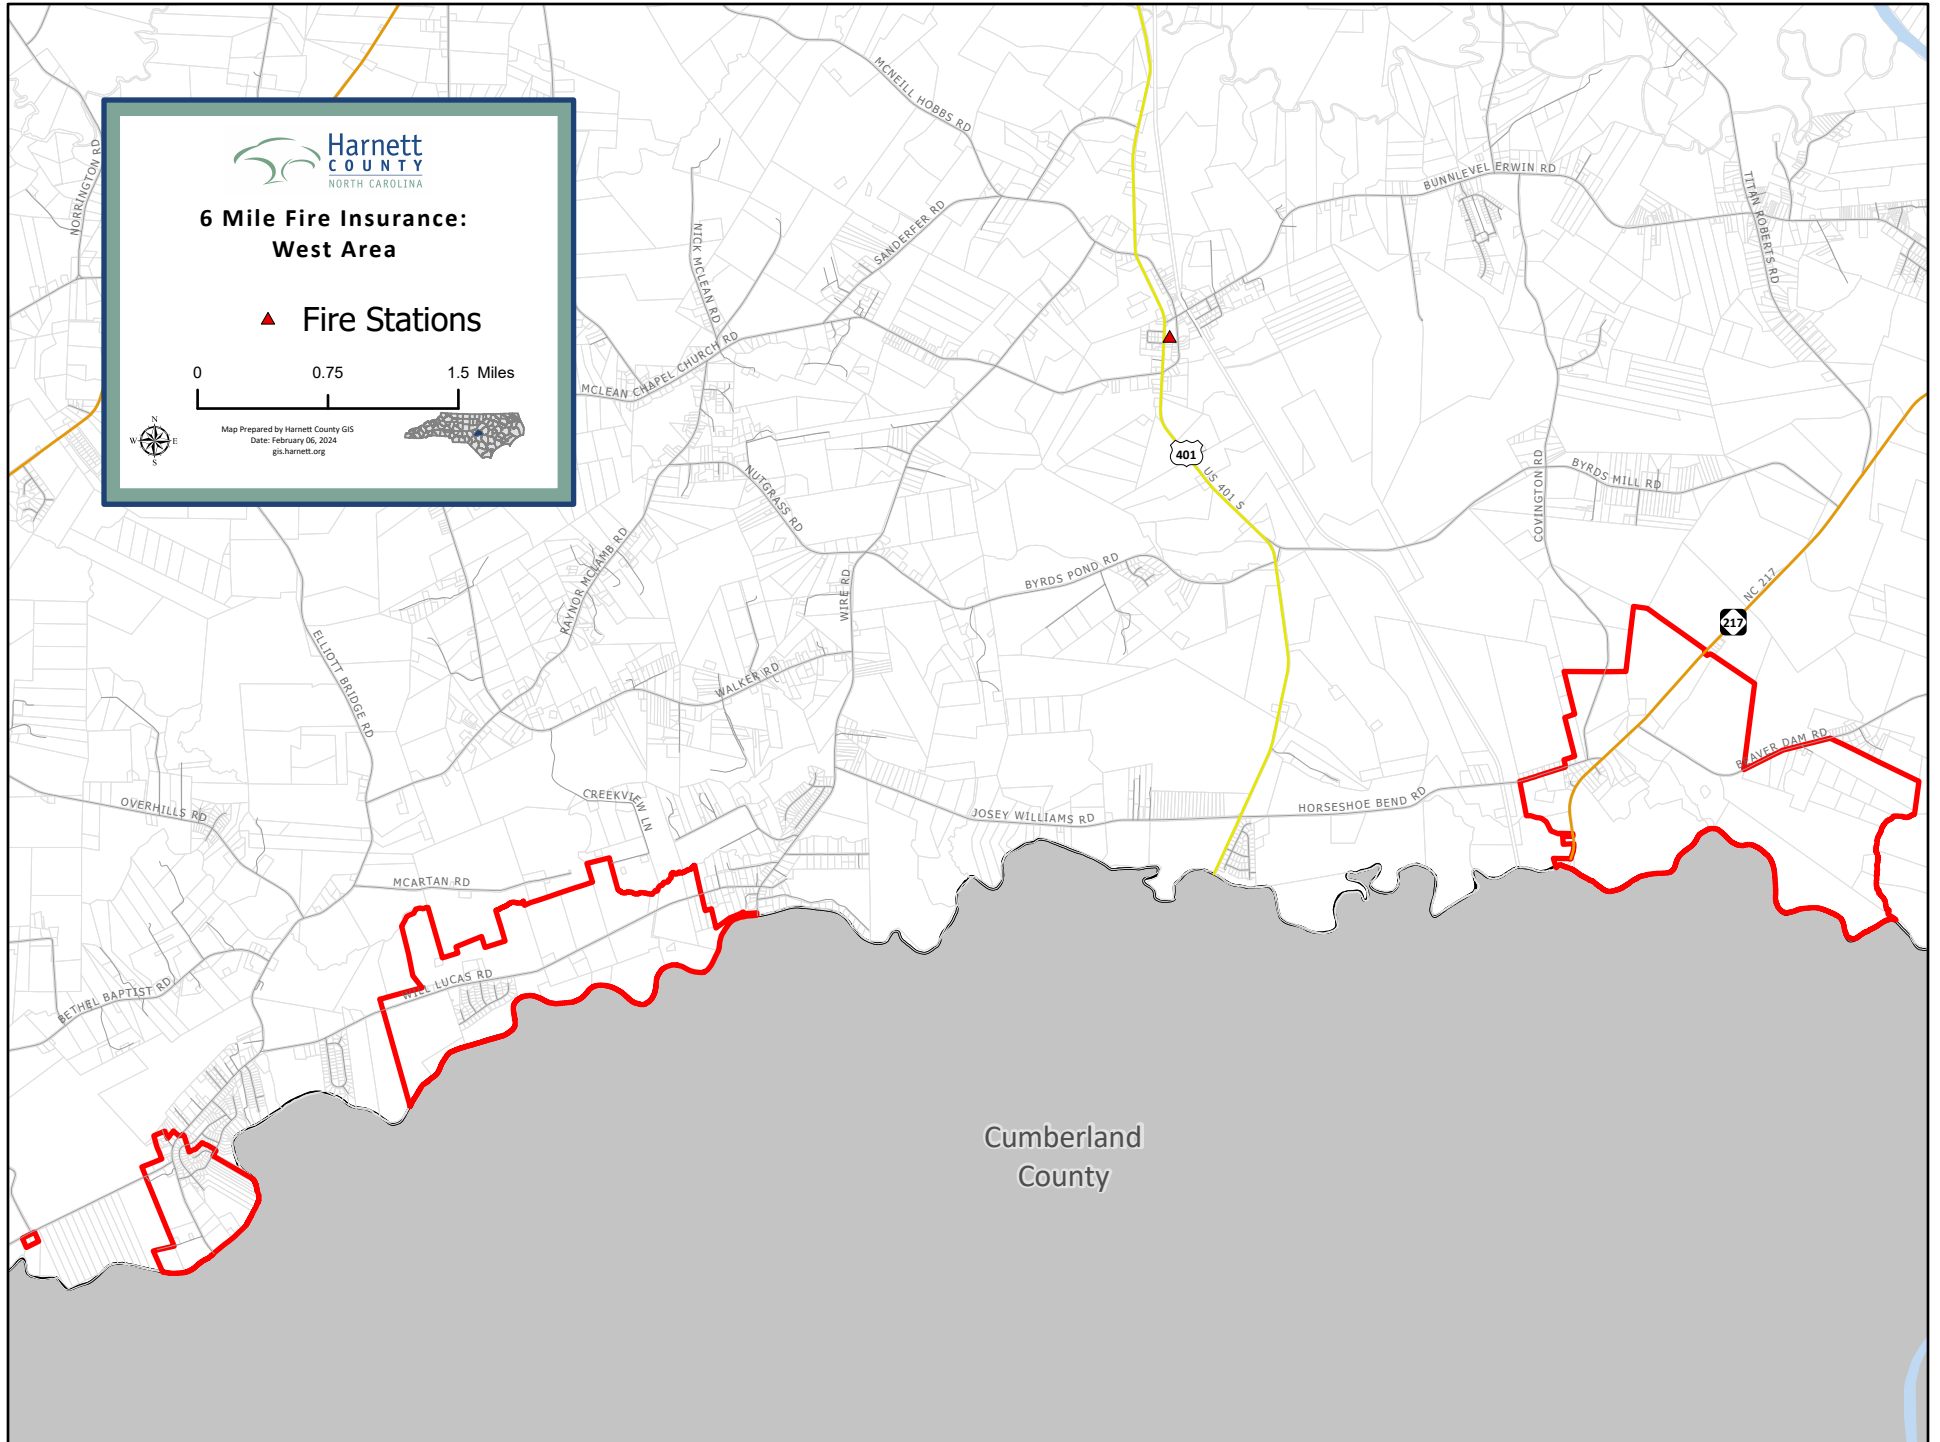 Harnett
COUNTY
NORTH CAROLINA
6 Mile Fire Insurance:
West Area
Fire Stations
0 0.75 1.5 Miles
N
W E
S
Map Prepared by Harnett County GIS
Date: February 06, 2024
gis.harnett.org
NORRINGTON RD
MCNEILL HOBBS RD
BUNNLEVEL ERWIN RD
TITAN ROBERTS RD
SANDERFER RD
NICK MCLEAN RD
MCLEAN CHAPEL CHURCH RD
401
US 401 S
NUTGRASS RD
COVINGTON RD
BYRDS MILL RD
RAYNOR MCLAMB RD
WIRE RD
BYRDS POND RD
NC 217
217
ELLIOTT BRIDGE RD
WALKER RD
BEAVER DAM RD
OVERHILLS RD
CREEKVIEW LN
JOSEY WILLIAMS RD
HORSESHOE BEND RD
MCARTAN RD
WILL LUCAS RD
BETHEL BAPTIST RD
Cumberland
County